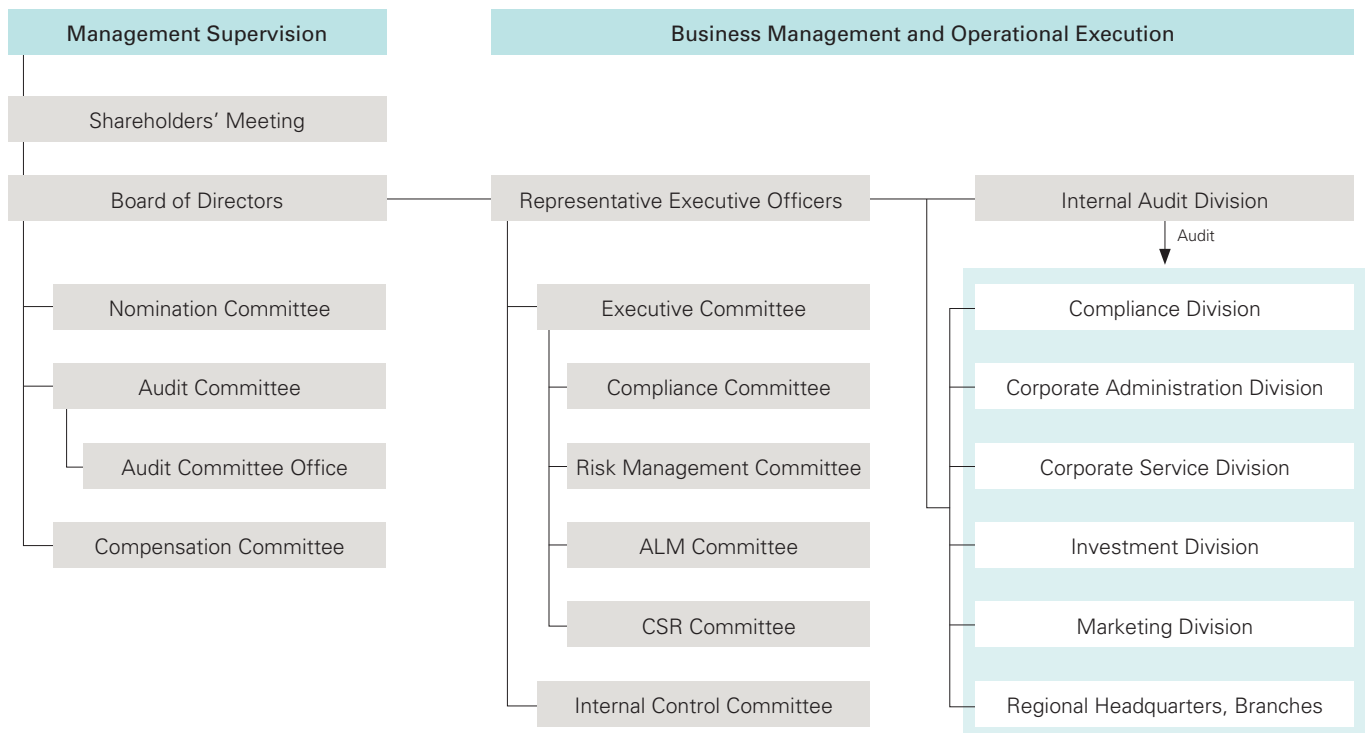 Management Supervision
Business Management and Operational Execution
Shareholders’ Meeting
Board of Directors
Representative Executive Officers
Internal Audit Division
Audit
Nomination Committee
Executive Committee
Compliance Division
Audit Committee
Compliance Committee
Corporate Administration Division
Audit Committee Office
Risk Management Committee
Corporate Service Division
Compensation Committee
ALM Committee
Investment Division
CSR Committee
Marketing Division
Internal Control Committee
Regional Headquarters, Branches